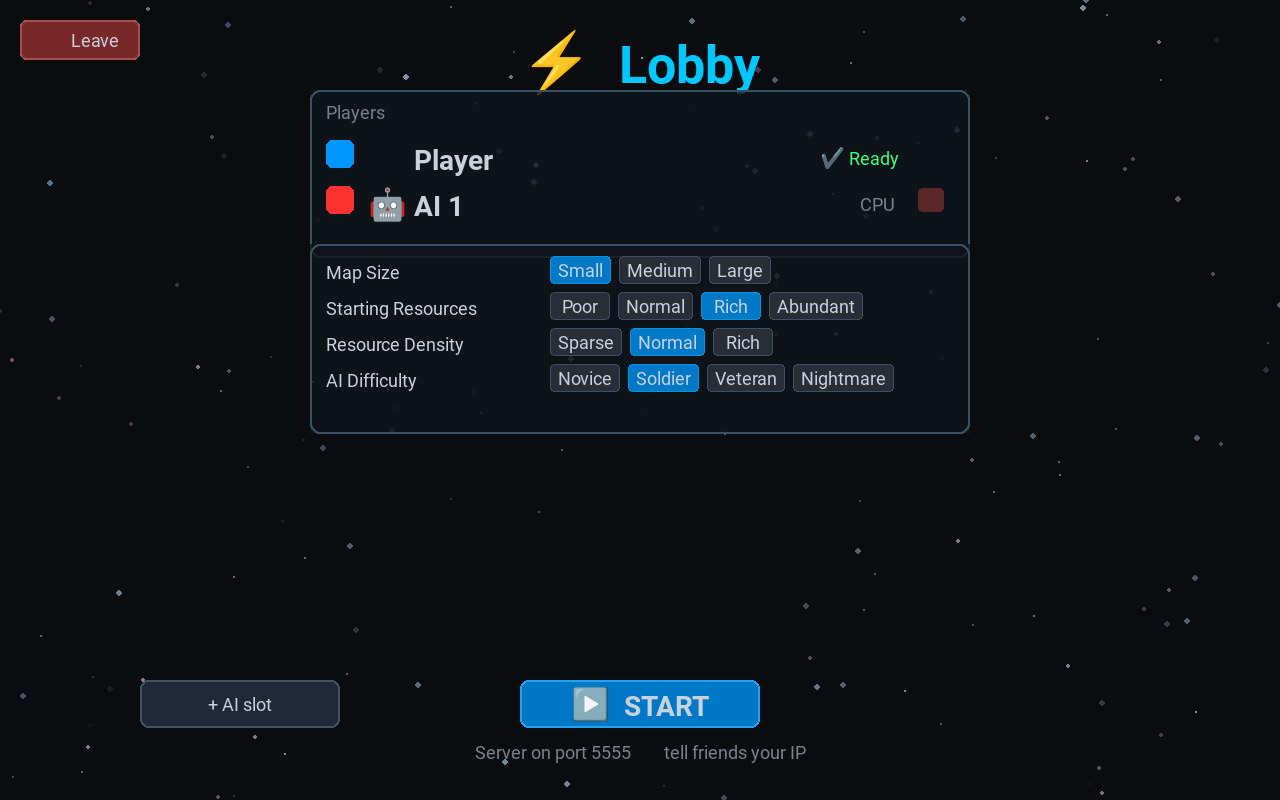 Leave
⚡ Lobby
Players
Player ✔ Ready
🤖 AI 1 CPU
Map Size Small Medium Large
Starting Resources Poor Normal Rich Abundant
Resource Density Sparse Normal Rich
AI Difficulty Novice Soldier Veteran Nightmare
+ AI slot ▶️ START
Server on port 5555 tell friends your IP